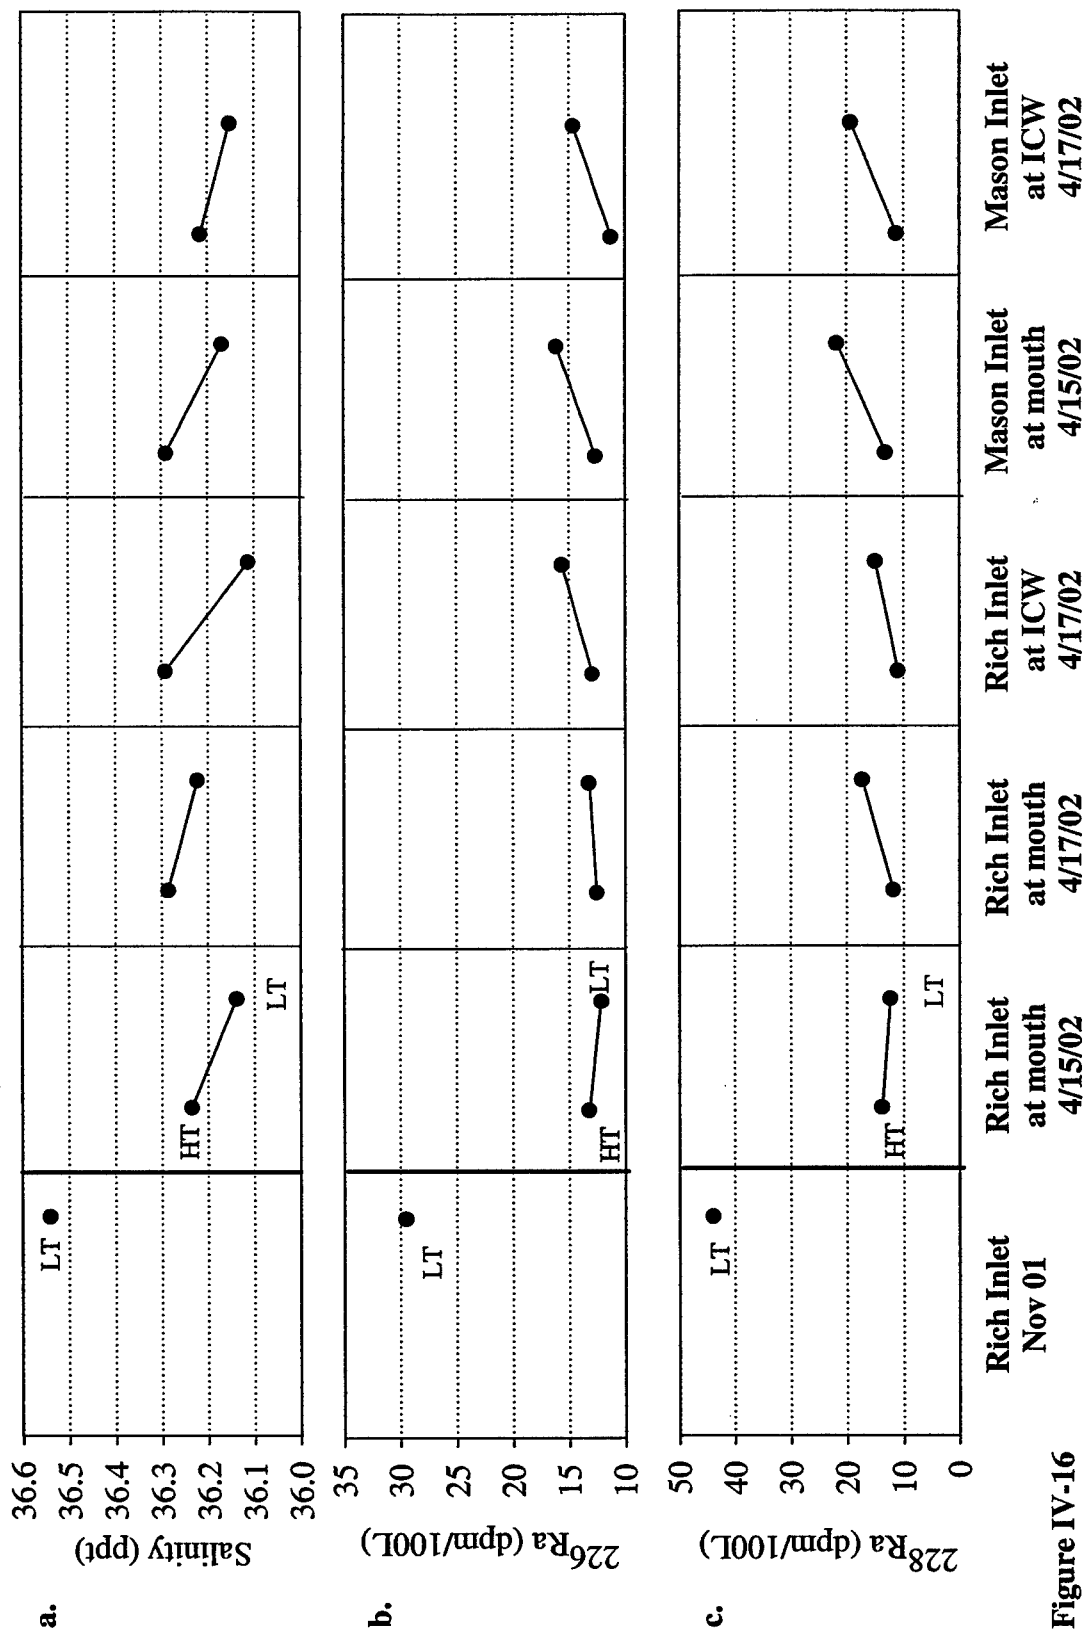 a.
Salinity (ppt)
36.6
36.5
36.4
36.3
36.2
36.1
36.0
LT
HT
LT
b.
226Ra (dpm/100L)
35
30
25
20
15
10
LT
HT
LT
c.
228Ra (dpm/100L)
50
40
30
20
10
0
LT
HT
LT
Rich Inlet
Nov 01
Rich Inlet
at mouth
4/15/02
Rich Inlet
at mouth
4/17/02
Rich Inlet
at ICW
4/17/02
Mason Inlet
at mouth
4/15/02
Mason Inlet
at ICW
4/17/02
Figure IV-16